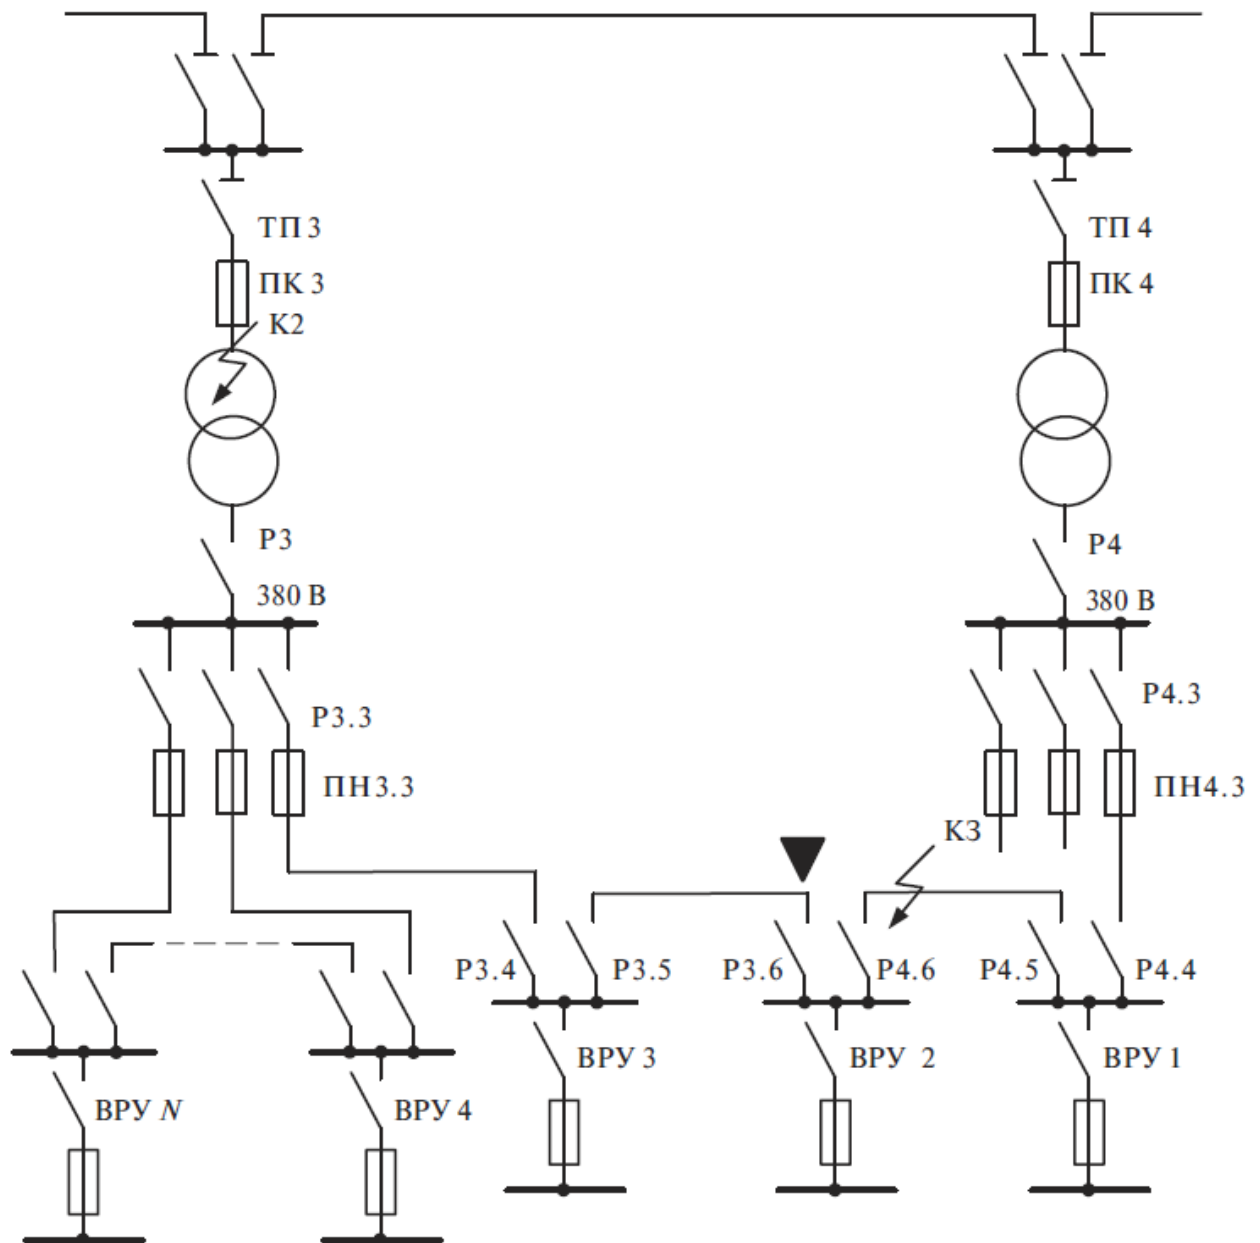 ТП 3
ТП 4
ПК 3
ПК 4
К2
Р3
Р4
380 В
380 В
Р3.3
Р4.3
ПН3.3
ПН4.3
КЗ
Р3.4
Р3.5
Р3.6
Р4.6
Р4.5
Р4.4
ВРУ 3
ВРУ 2
ВРУ 1
ВРУ N
ВРУ 4